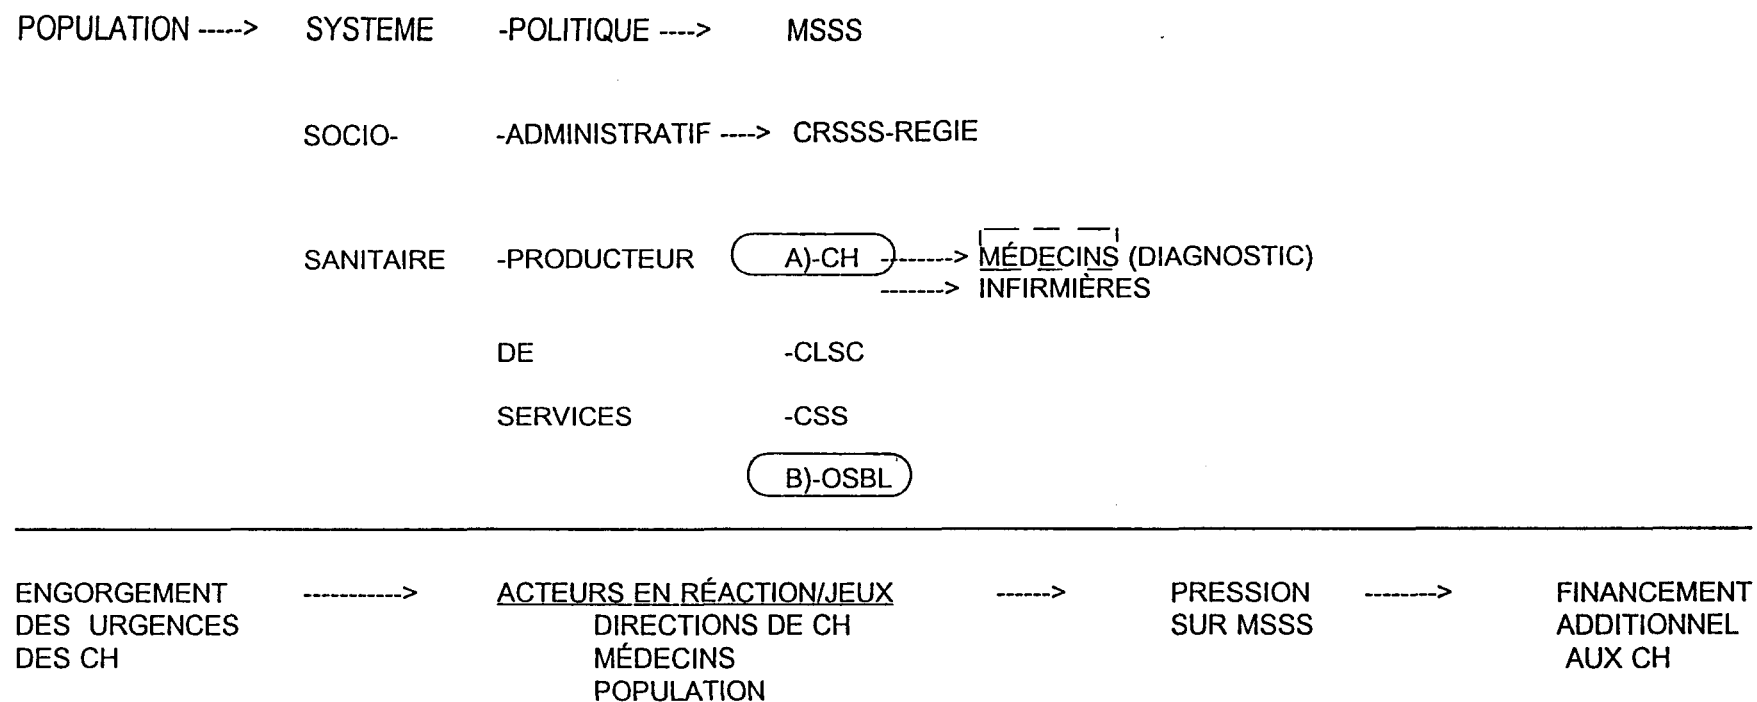 POPULATION -----> SYSTEME -POLITIQUE ----> MSSS
SOCIO- -ADMINISTRATIF ----> CRSSS-REGIE
SANITAIRE -PRODUCTEUR A)-CH --------> MÉDECINS (DIAGNOSTIC)
-------> INFIRMIÈRES
DE -CLSC
SERVICES -CSS
B)-OSBL
ENGORGEMENT -----------> ACTEURS EN RÉACTION/JEUX ------> PRESSION --------> FINANCEMENT
DES URGENCES DIRECTIONS DE CH SUR MSSS ADDITIONNEL
DES CH MÉDECINS AUX CH
POPULATION